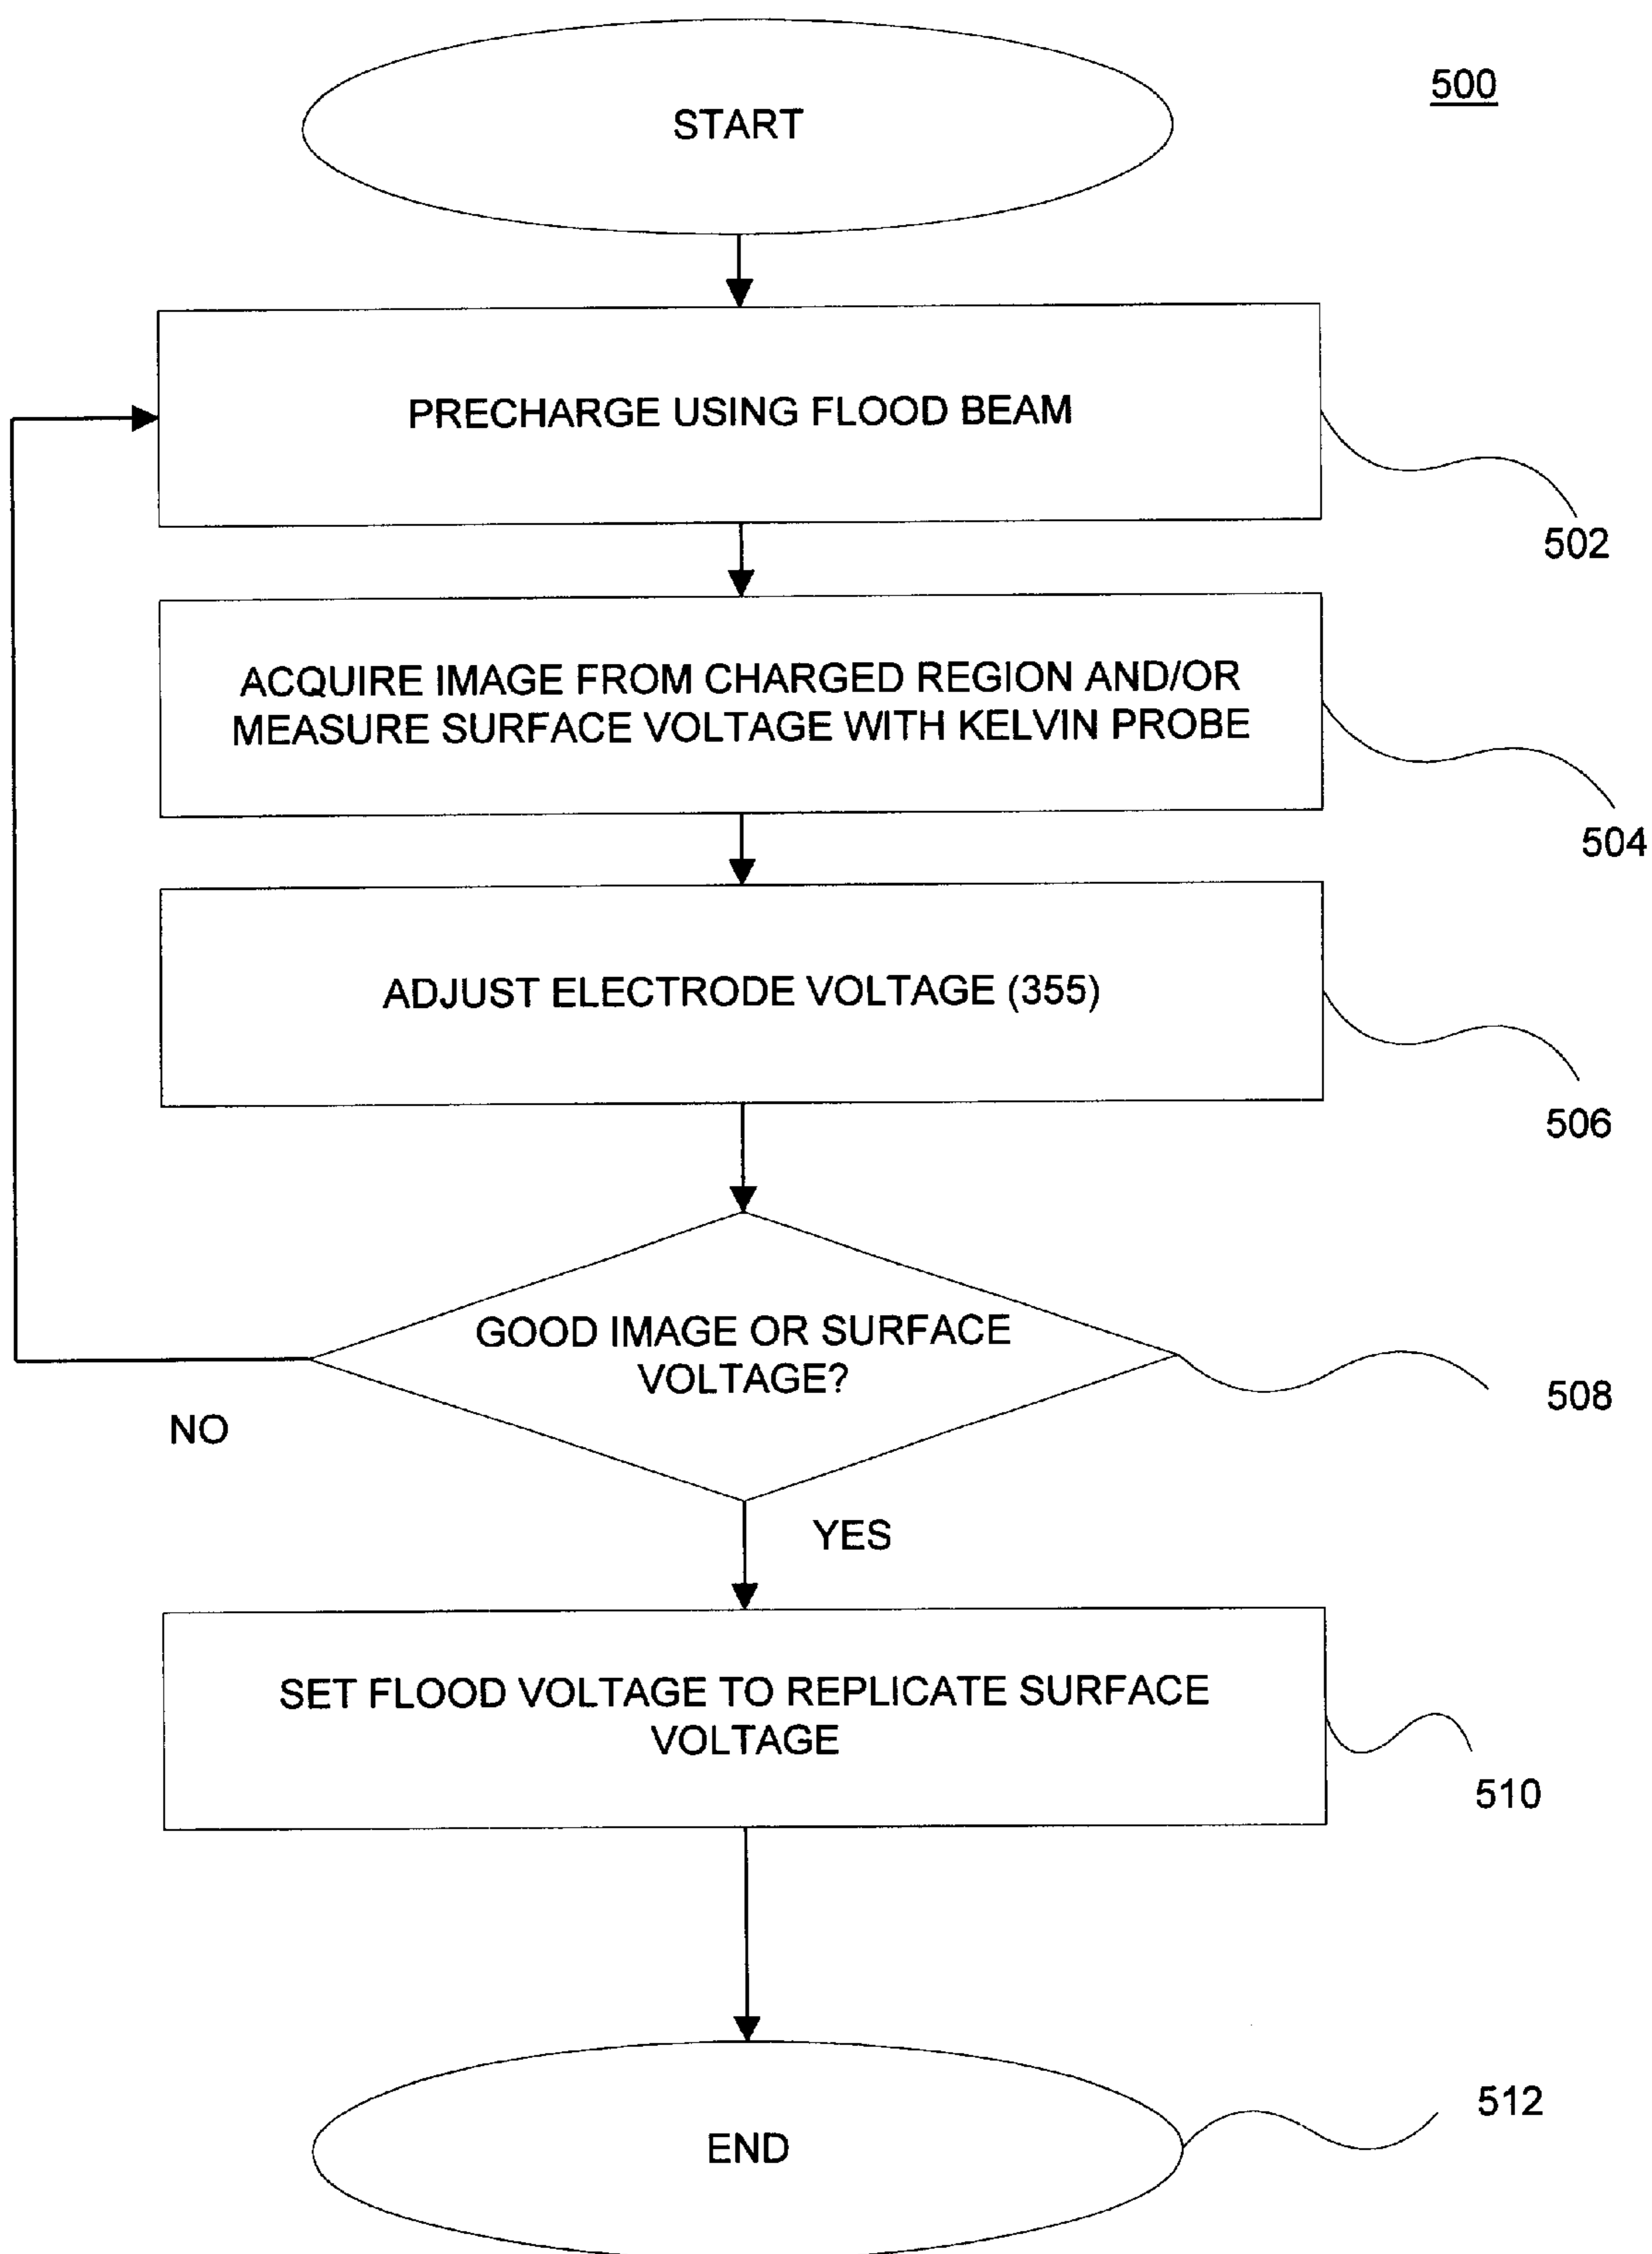 500
START
PRECHARGE USING FLOOD BEAM
502
ACQUIRE IMAGE FROM CHARGED REGION AND/OR
MEASURE SURFACE VOLTAGE WITH KELVIN PROBE
504
ADJUST ELECTRODE VOLTAGE (355)
506
GOOD IMAGE OR SURFACE
VOLTAGE?
508
NO
YES
SET FLOOD VOLTAGE TO REPLICATE SURFACE
VOLTAGE
510
512
END